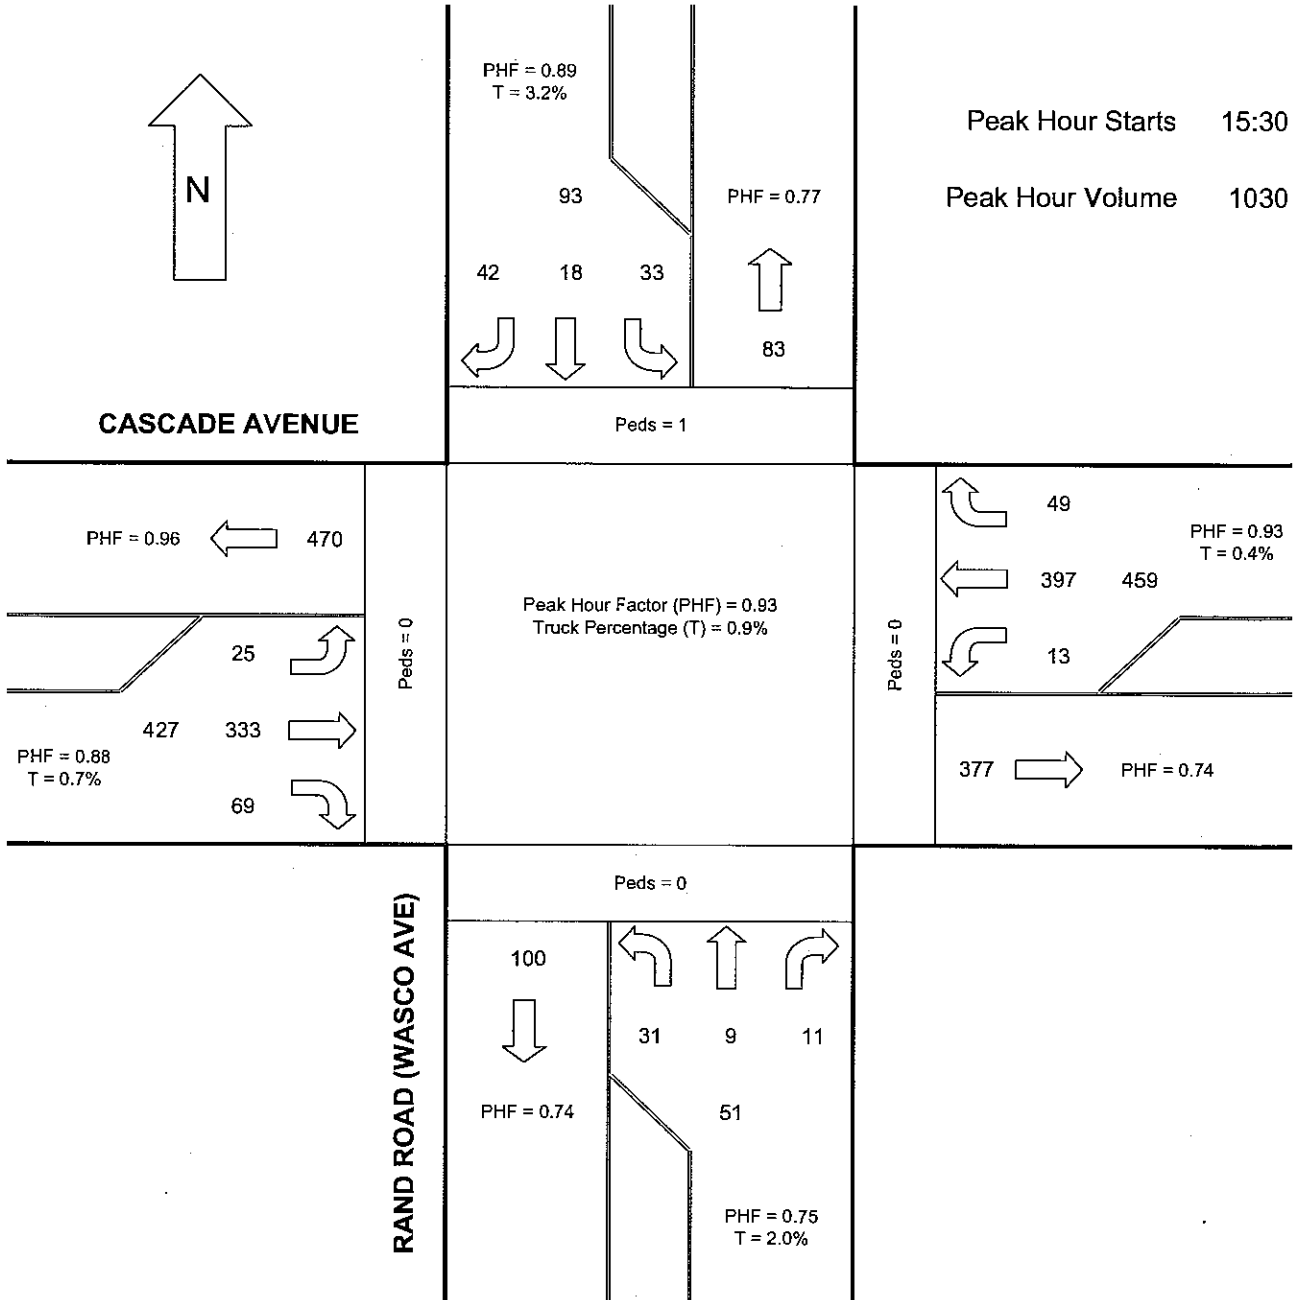 PHF = 0.89
T = 3.2%
Peak Hour Starts 15:30
N
93
PHF = 0.77
Peak Hour Volume 1030
42 18 33
83
CASCADE AVENUE
Peds = 1
49
PHF = 0.96 470
PHF = 0.93
T = 0.4%
397 459
Peak Hour Factor (PHF) = 0.93
Truck Percentage (T) = 0.9%
Peds = 0
Peds = 0
25
13
427 333
PHF = 0.88
T = 0.7%
69
377 PHF = 0.74
Peds = 0
RAND ROAD (WASCO AVE)
100
31 9 11
PHF = 0.74
51
PHF = 0.75
T = 2.0%